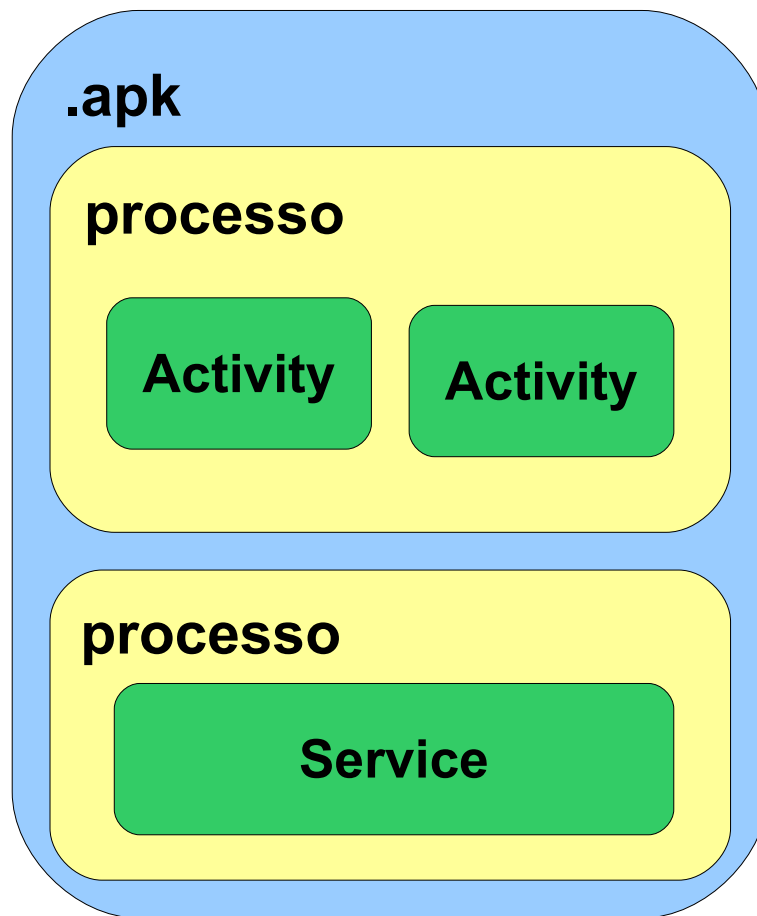 .apk
processo
Activity
Activity
processo
Service